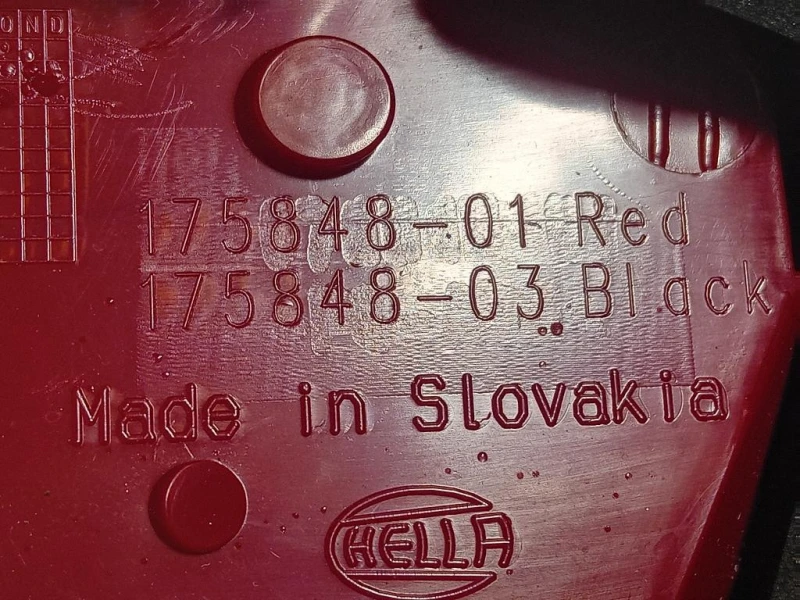 O N D
175848-01 Red
175848-03 Black
Made in Slovakia
HELLA